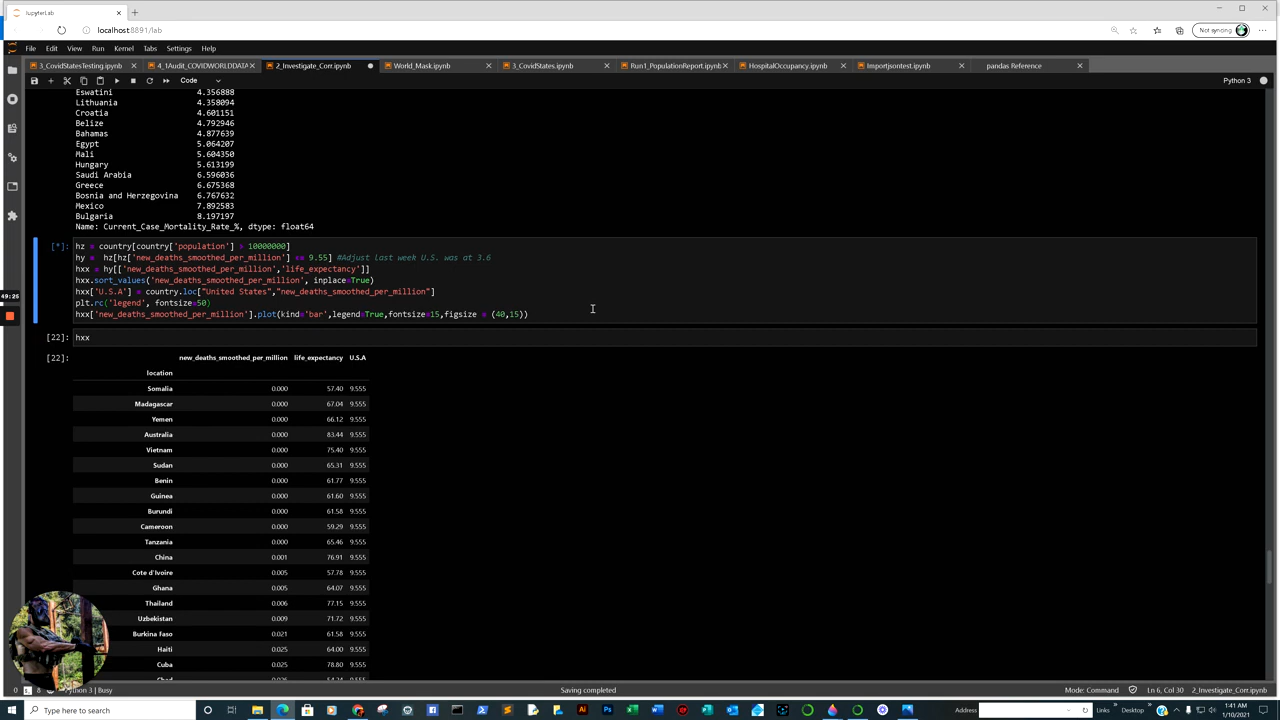 JupyterLab
localhost:8891/lab
Not syncing
File Edit View Run Kernel Tabs Settings Help
3_CovidStatesTesting.ipynb 4_1Audit_COVIDWORLDDATA 2_Investigate_Corr.ipynb World_Mask.ipynb 3_CovidStates.ipynb Run1_PopulationReport.ipynb HospitalOccupancy.ipynb Importjsontest.ipynb pandas Reference
Code Python 3
Eswatini 4.356888
Lithuania 4.358094
Croatia 4.601151
Belize 4.792946
Bahamas 4.877639
Egypt 5.064207
Mali 5.604350
Hungary 5.613199
Saudi Arabia 6.596036
Greece 6.675368
Bosnia and Herzegovina 6.767632
Mexico 7.892583
Bulgaria 8.197197
Name: Current_Case_Mortality_Rate_%, dtype: float64
[*]: hz = country[country['population'] > 10000000]
hy = hz[hz['new_deaths_smoothed_per_million'] <= 9.55] #Adjust last week U.S. was at 3.6
hxx = hy[['new_deaths_smoothed_per_million','life_expectancy']]
hxx.sort_values('new_deaths_smoothed_per_million', inplace=True)
hxx['U.S.A'] = country.loc["United States","new_deaths_smoothed_per_million"]
plt.rc('legend', fontsize=50)
hxx['new_deaths_smoothed_per_million'].plot(kind='bar',legend=True,fontsize=15,figsize = (40,15))
49:25
[22]: hxx
[22]: new_deaths_smoothed_per_million life_expectancy U.S.A
location
Somalia 0.000 57.40 9.555
Madagascar 0.000 67.04 9.555
Yemen 0.000 66.12 9.555
Australia 0.000 83.44 9.555
Vietnam 0.000 75.40 9.555
Sudan 0.000 65.31 9.555
Benin 0.000 61.77 9.555
Guinea 0.000 61.60 9.555
Burundi 0.000 61.58 9.555
Cameroon 0.000 59.29 9.555
Tanzania 0.000 65.46 9.555
China 0.001 76.91 9.555
Cote d'Ivoire 0.005 57.78 9.555
Ghana 0.005 64.07 9.555
Thailand 0.006 77.15 9.555
Uzbekistan 0.009 71.72 9.555
Burkina Faso 0.021 61.58 9.555
Haiti 0.025 64.00 9.555
Cuba 0.025 78.80 9.555
0 8 Python 3 | Busy Saving completed Mode: Command Ln 6, Col 30 2_Investigate_Corr.ipynb
Type here to search Address Links Desktop 1:41 AM
1/10/2021